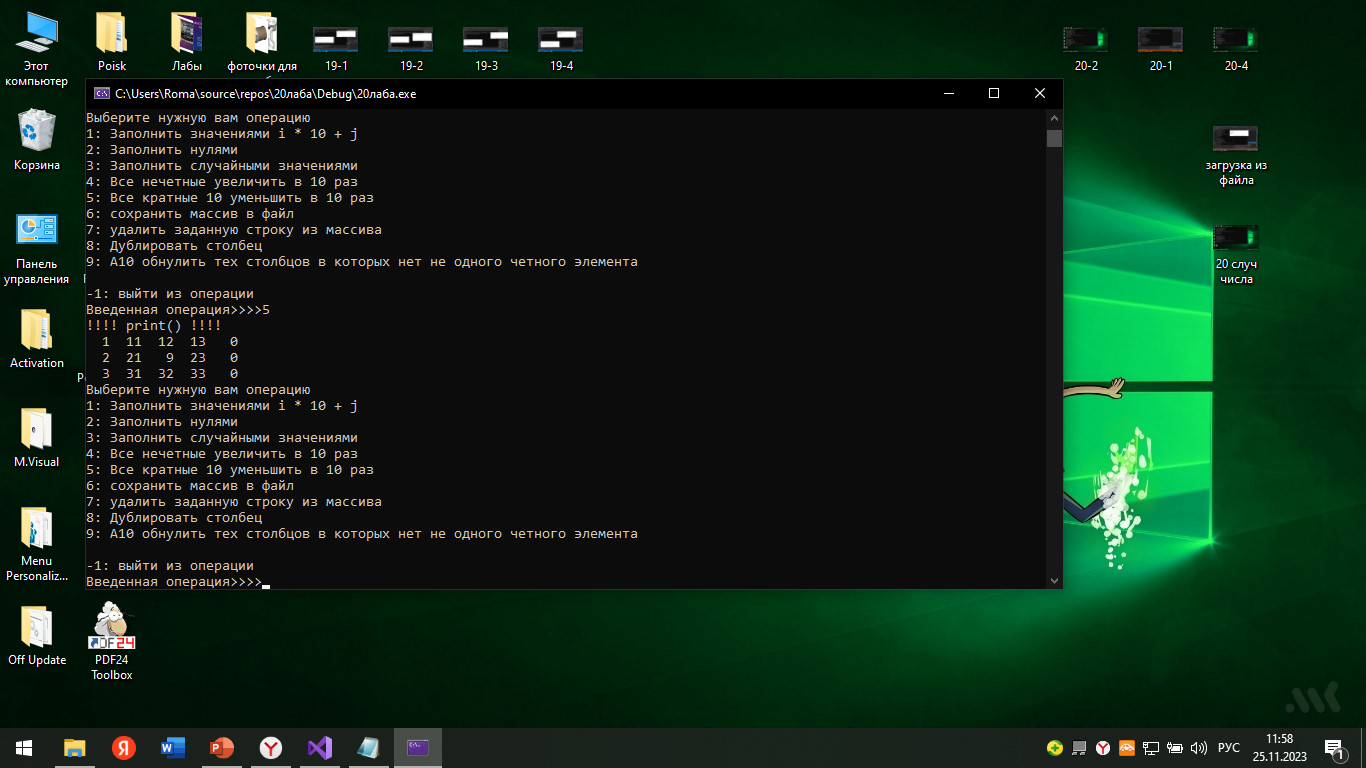 Этот компьютер
Poisk
Лабы
фоточки для
19-1
19-2
19-3
19-4
20-2
20-1
20-4
Корзина
Панель управления
Activation
M.Visual
Menu Personaliz...
Off Update
PDF24 Toolbox
загрузка из файла
20 случ числа
C:\Users\Roma\source\repos\20лаба\Debug\20лаба.exe
Выберите нужную вам операцию
1: Заполнить значениями i * 10 + j
2: Заполнить нулями
3: Заполнить случайными значениями
4: Все нечетные увеличить в 10 раз
5: Все кратные 10 уменьшить в 10 раз
6: сохранить массив в файл
7: удалить заданную строку из массива
8: Дублировать столбец
9: А10 обнулить тех столбцов в которых нет не одного четного элемента
-1: выйти из операции
Введенная операция>>>>5
!!!! print() !!!!
1 11 12 13 0
2 21 9 23 0
3 31 32 33 0
Выберите нужную вам операцию
1: Заполнить значениями i * 10 + j
2: Заполнить нулями
3: Заполнить случайными значениями
4: Все нечетные увеличить в 10 раз
5: Все кратные 10 уменьшить в 10 раз
6: сохранить массив в файл
7: удалить заданную строку из массива
8: Дублировать столбец
9: А10 обнулить тех столбцов в которых нет не одного четного элемента
-1: выйти из операции
Введенная операция>>>>
РУС
11:58
25.11.2023
1